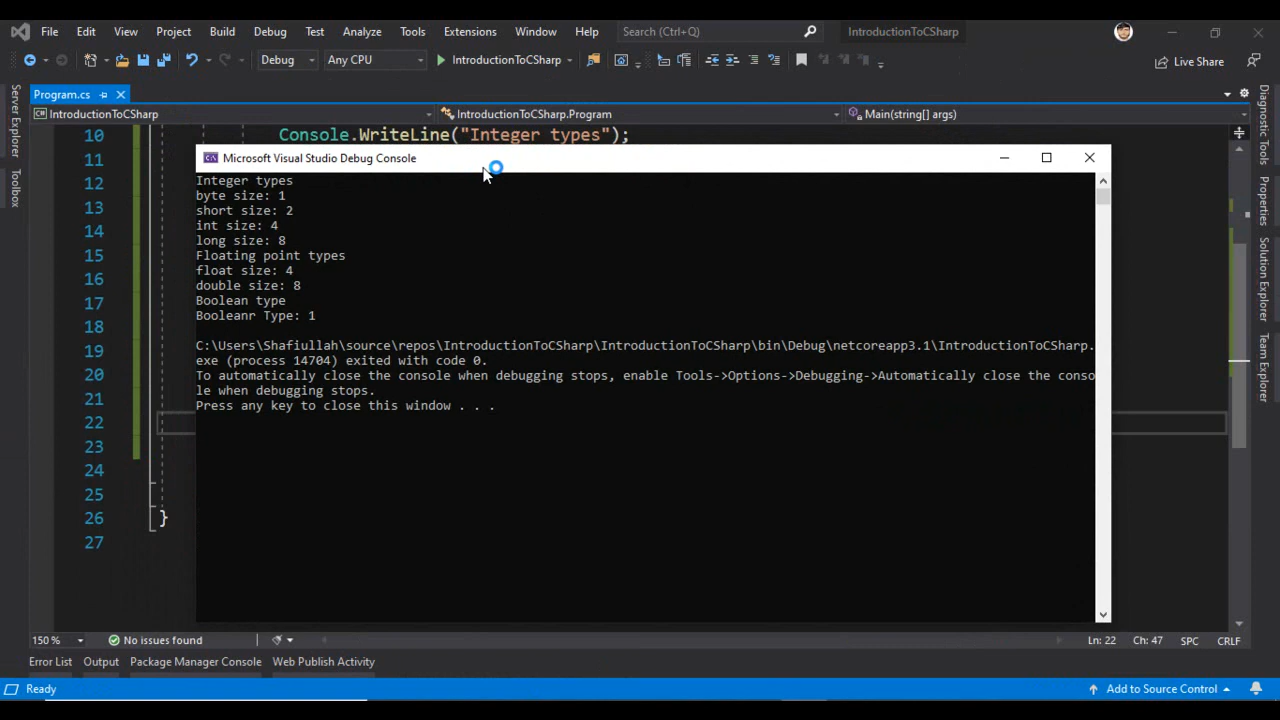 File Edit View Project Build Debug Test Analyze Tools Extensions Window Help Search (Ctrl+Q) IntroductionToCSharp
Debug Any CPU IntroductionToCSharp Live Share
Program.cs
IntroductionToCSharp IntroductionToCSharp.Program Main(string[] args)
Server Explorer
Toolbox
10 Console.WriteLine("Integer types");
11
12
13
14
15
16
17
18
19
20
21
22
23
24
25
26 }
27
Microsoft Visual Studio Debug Console
Integer types
byte size: 1
short size: 2
int size: 4
long size: 8
Floating point types
float size: 4
double size: 8
Boolean type
Booleanr Type: 1
C:\Users\Shafiullah\source\repos\IntroductionToCSharp\IntroductionToCSharp\bin\Debug\netcoreapp3.1\IntroductionToCSharp.
exe (process 14704) exited with code 0.
To automatically close the console when debugging stops, enable Tools->Options->Debugging->Automatically close the conso
le when debugging stops.
Press any key to close this window . . .
Diagnostic Tools
Properties
Solution Explorer
Team Explorer
150 % No issues found Ln: 22 Ch: 47 SPC CRLF
Error List Output Package Manager Console Web Publish Activity
Ready Add to Source Control